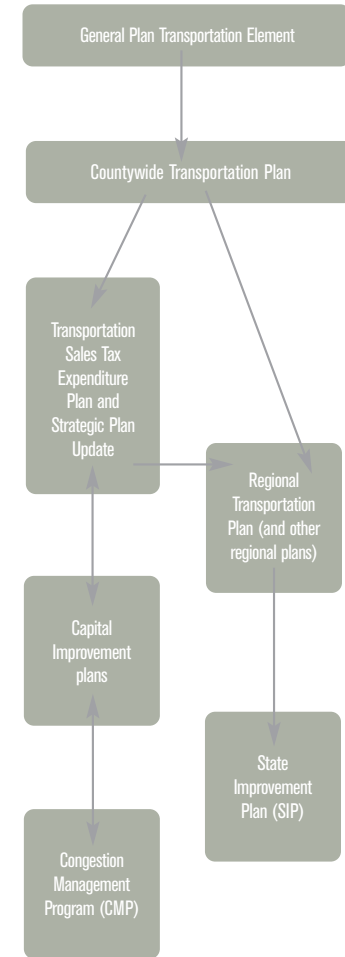 General Plan Transportation Element
Countywide Transportation Plan
Transportation
Sales Tax
Expenditure
Plan and
Strategic Plan
Update
Regional
Transportation
Plan (and other
regional plans)
Capital
Improvement
plans
State
Improvement
Plan (SIP)
Congestion
Management
Program (CMP)